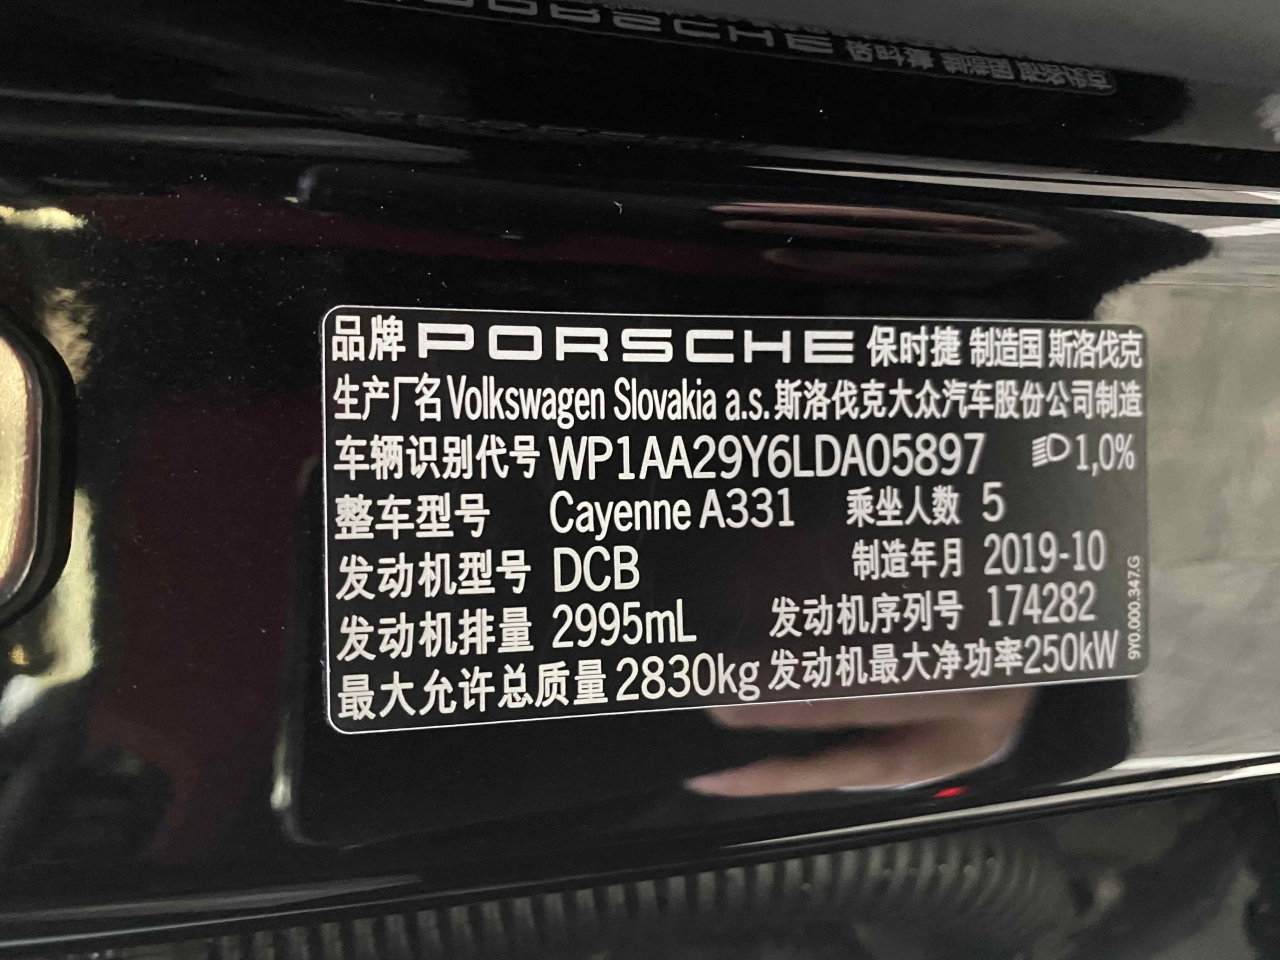 品牌 PORSCHE 保时捷 制造国 斯洛伐克
生产厂名 Volkswagen Slovakia a.s. 斯洛伐克大众汽车股份公司制造
车辆识别代号 WP1AA29Y6LDA05897 1,0%
整车型号 Cayenne A331 乘坐人数 5
发动机型号 DCB 制造年月 2019-10
发动机排量 2995mL 发动机序列号 174282
最大允许总质量 2830kg 发动机最大净功率 250kW
9Y0.000.347.G